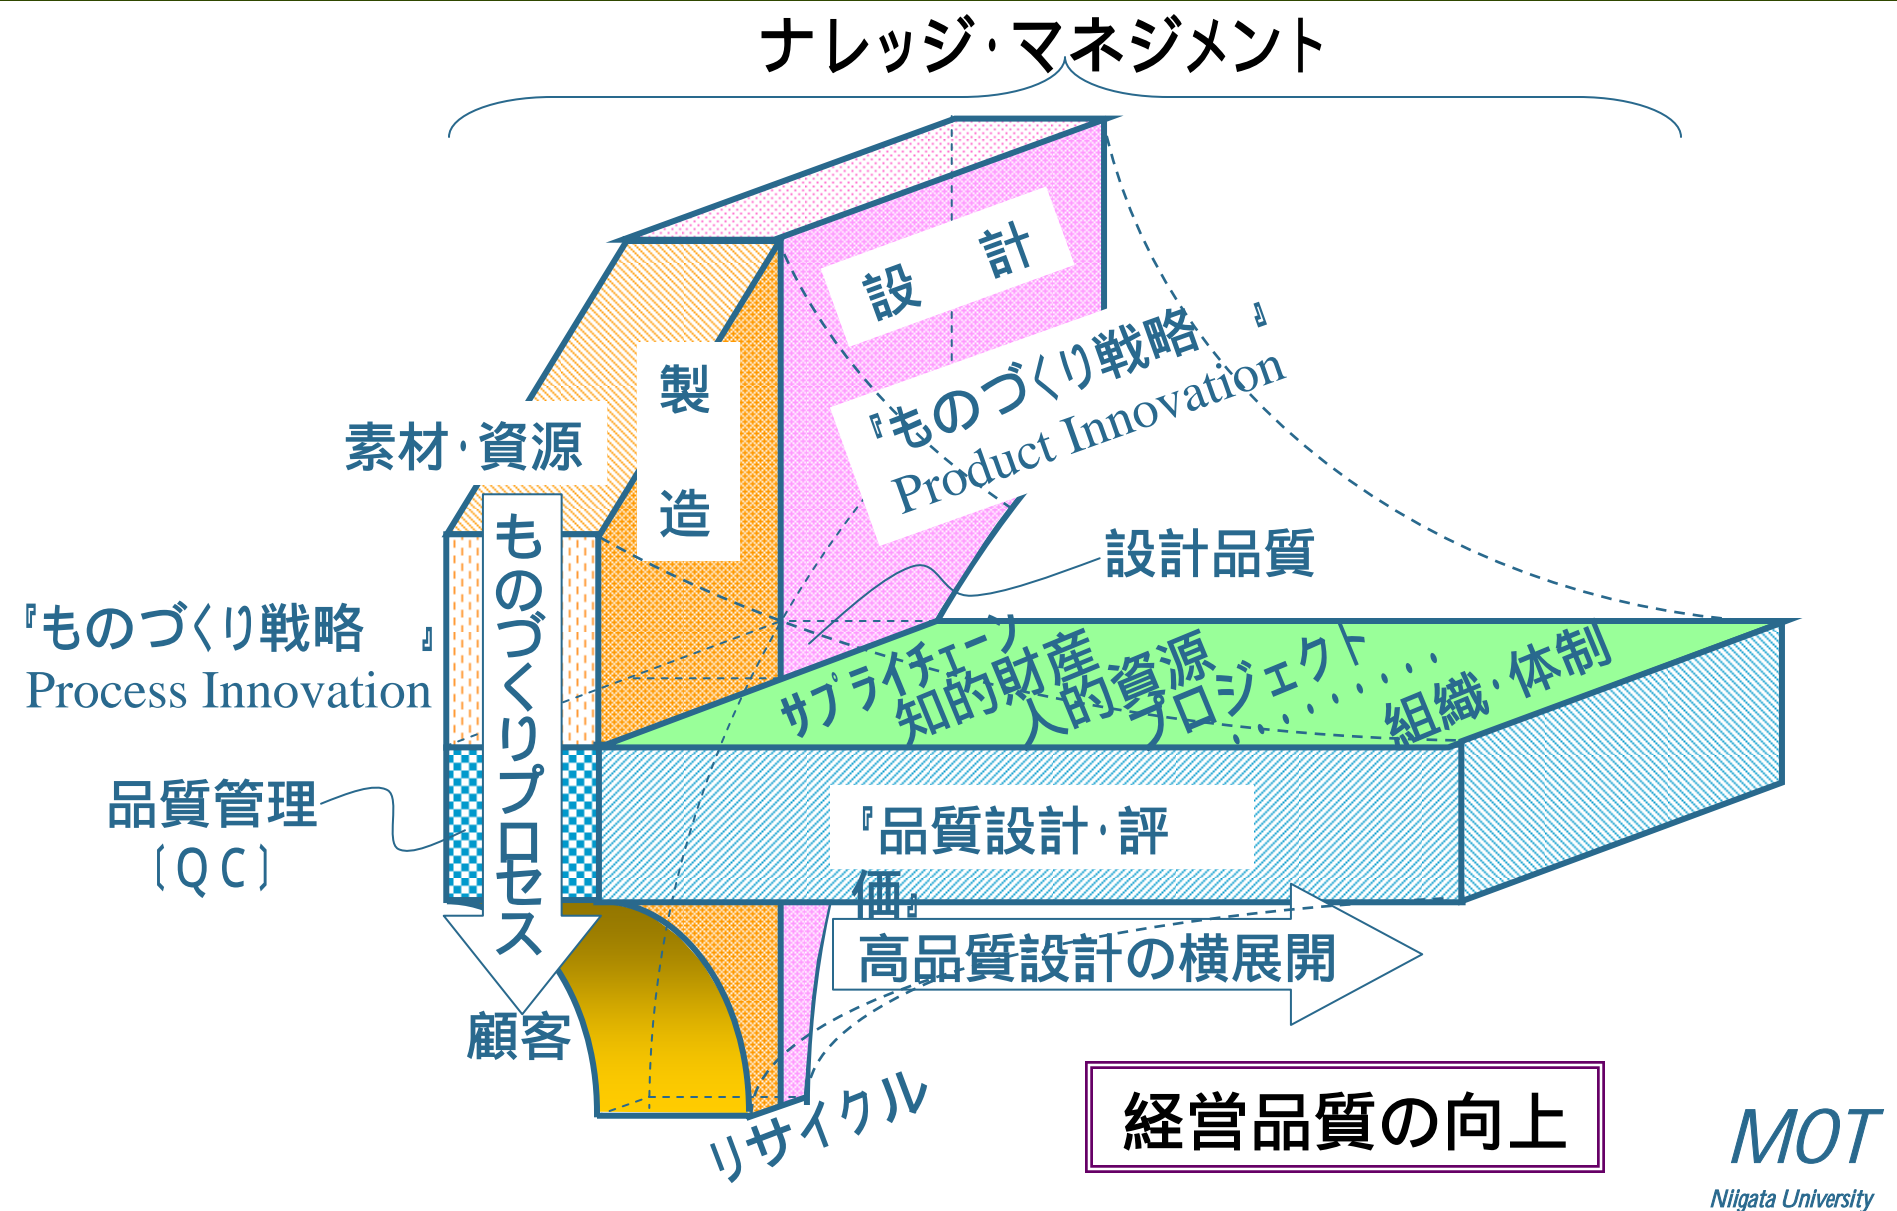 ナレッジ・マネジメント
設　計
製
造
『ものづくり戦略　』
Product Innovation
素材・資源
ものづくりプロセス
設計品質
『ものづくり戦略　』
Process Innovation
サプライチェーン
知的財産
人的資源
プロジェクト
・・・・・・・・
組織・体制
品質管理
〔QC〕
『品質設計・評
価』
高品質設計の横展開
顧客
リサイクル
経営品質の向上
MOT
Niigata University